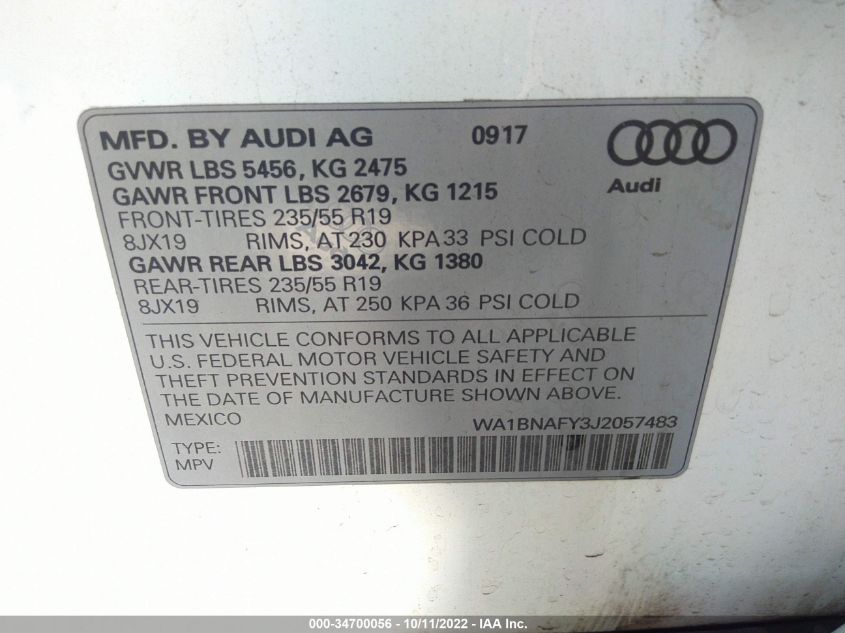 MFD. BY AUDI AG 0917
GVWR LBS 5456, KG 2475
GAWR FRONT LBS 2679, KG 1215
Audi
FRONT-TIRES 235/55 R19
8JX19 RIMS, AT 230 KPA 33 PSI COLD
GAWR REAR LBS 3042, KG 1380
REAR-TIRES 235/55 R19
8JX19 RIMS, AT 250 KPA 36 PSI COLD
THIS VEHICLE CONFORMS TO ALL APPLICABLE
U.S. FEDERAL MOTOR VEHICLE SAFETY AND
THEFT PREVENTION STANDARDS IN EFFECT ON
THE DATE OF MANUFACTURE SHOWN ABOVE.
MEXICO WA1BNAFY3J2057483
TYPE:
MPV
000-34700056 - 10/11/2022 - IAAI.COM